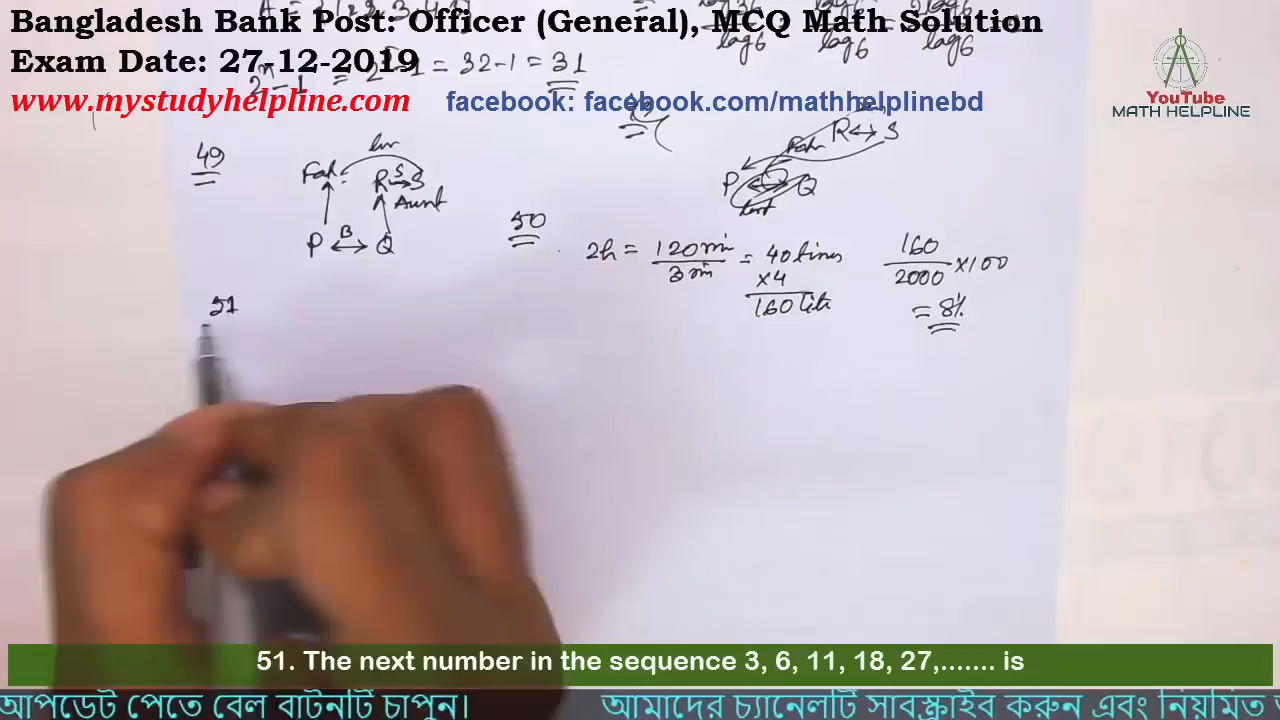 Bangladesh Bank Post: Officer (General), MCQ Math Solution
Exam Date: 27-12-2019
www.mystudyhelpline.com facebook: facebook.com/mathhelplinebd
YouTube
MATH HELPLINE
= 32-1 = 31
49
R S
Aunt
P B Q
R S
P Q
50
2h = 120 min / 3 min = 40 times
×4
160 lit
160/2000 ×100
= 8%
51
51. The next number in the sequence 3, 6, 11, 18, 27,....... is
আপডেট পেতে বেল বাটনটি চাপুন। আমাদের চ্যানেলটি সাবস্ক্রাইব করুন এবং নিয়মিত